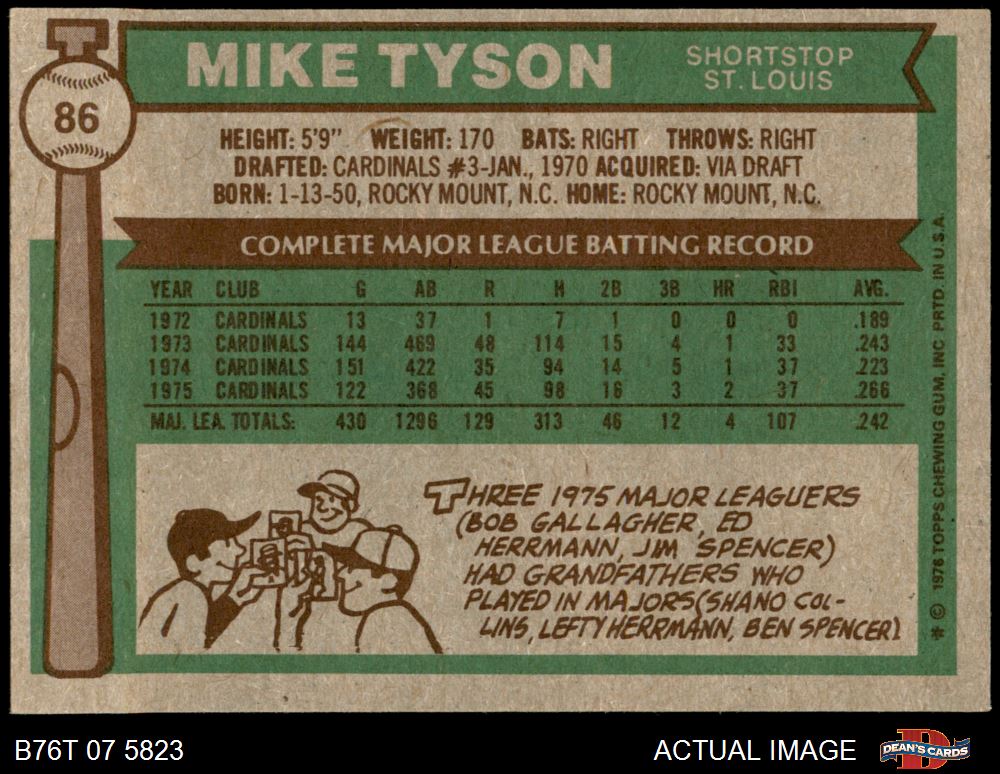 86
MIKE TYSON
SHORTSTOP
ST. LOUIS
HEIGHT: 5'9" WEIGHT: 170 BATS: RIGHT THROWS: RIGHT
DRAFTED: CARDINALS #3-JAN., 1970 ACQUIRED: VIA DRAFT
BORN: 1-13-50, ROCKY MOUNT, N.C. HOME: ROCKY MOUNT, N.C.
COMPLETE MAJOR LEAGUE BATTING RECORD
YEAR CLUB G AB R H 2B 3B HR RBI AVG.
1972 CARDINALS 13 37 1 7 1 0 0 0 .189
1973 CARDINALS 144 469 48 114 15 4 1 33 .243
1974 CARDINALS 151 422 35 94 14 5 1 37 .223
1975 CARDINALS 122 368 45 98 16 3 2 37 .266
MAJ. LEA. TOTALS: 430 1296 129 313 46 12 4 107 .242
THREE 1975 MAJOR LEAGUERS
(BOB GALLAGHER, ED
HERRMANN, JIM SPENCER)
HAD GRANDFATHERS WHO
PLAYED IN MAJORS (SHANO COL-
LINS, LEFTY HERRMANN, BEN SPENCER)
* © 1976 TOPPS CHEWING GUM, INC PRTD. IN U.S.A.
B76T 07 5823
ACTUAL IMAGE
DEAN'S CARDS